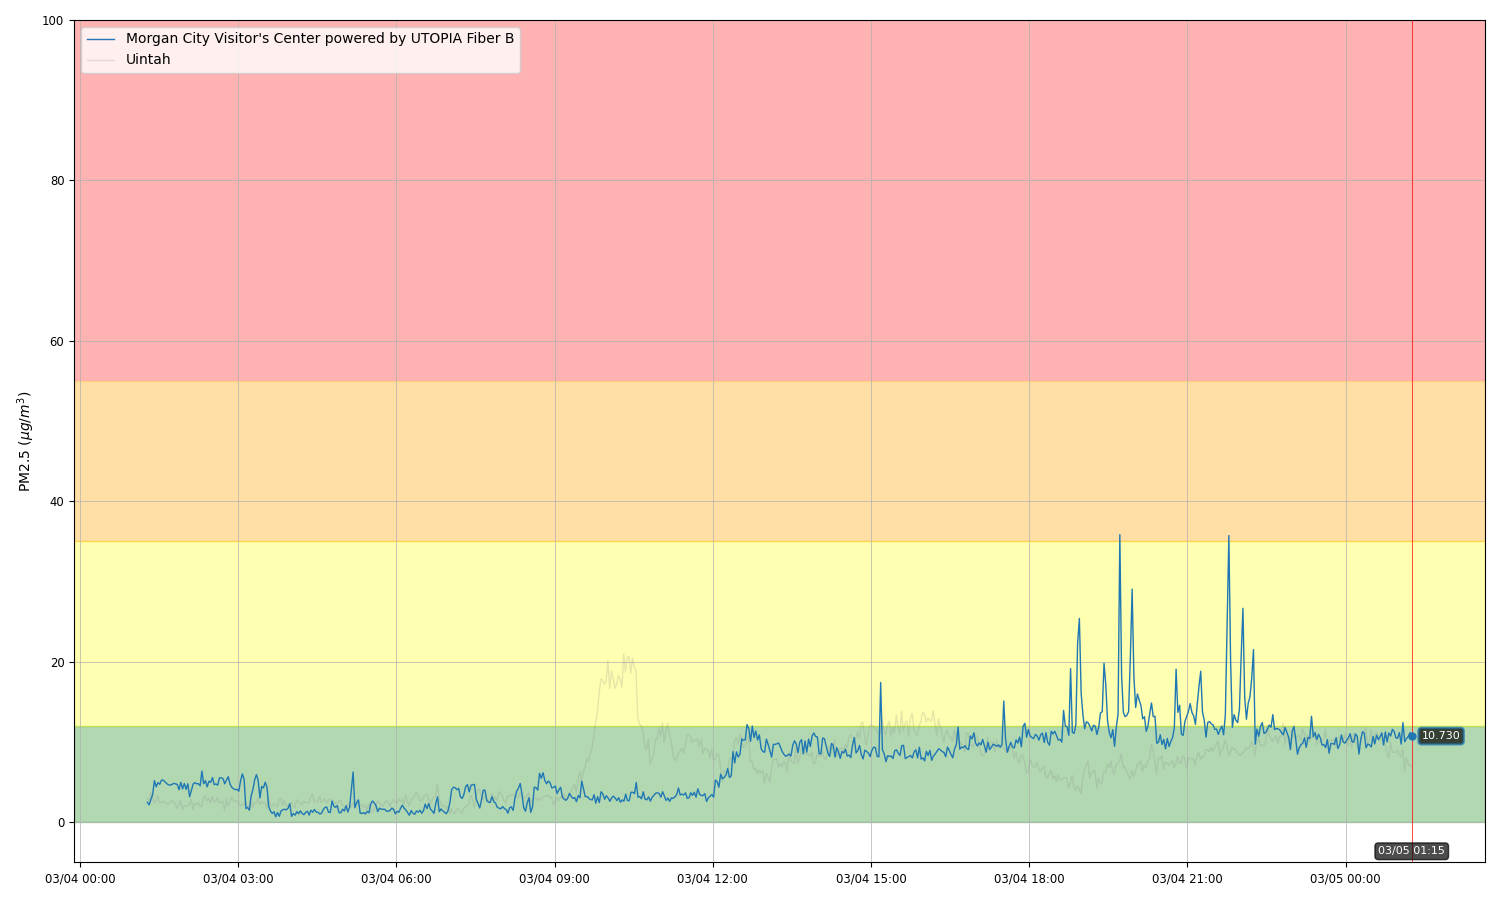 100
Morgan City Visitor's Center powered by UTOPIA Fiber B
Uintah
80
60
PM2.5 (μg/m³)
40
20
10.730
0
03/05 01:15
03/04 00:00 03/04 03:00 03/04 06:00 03/04 09:00 03/04 12:00 03/04 15:00 03/04 18:00 03/04 21:00 03/05 00:00